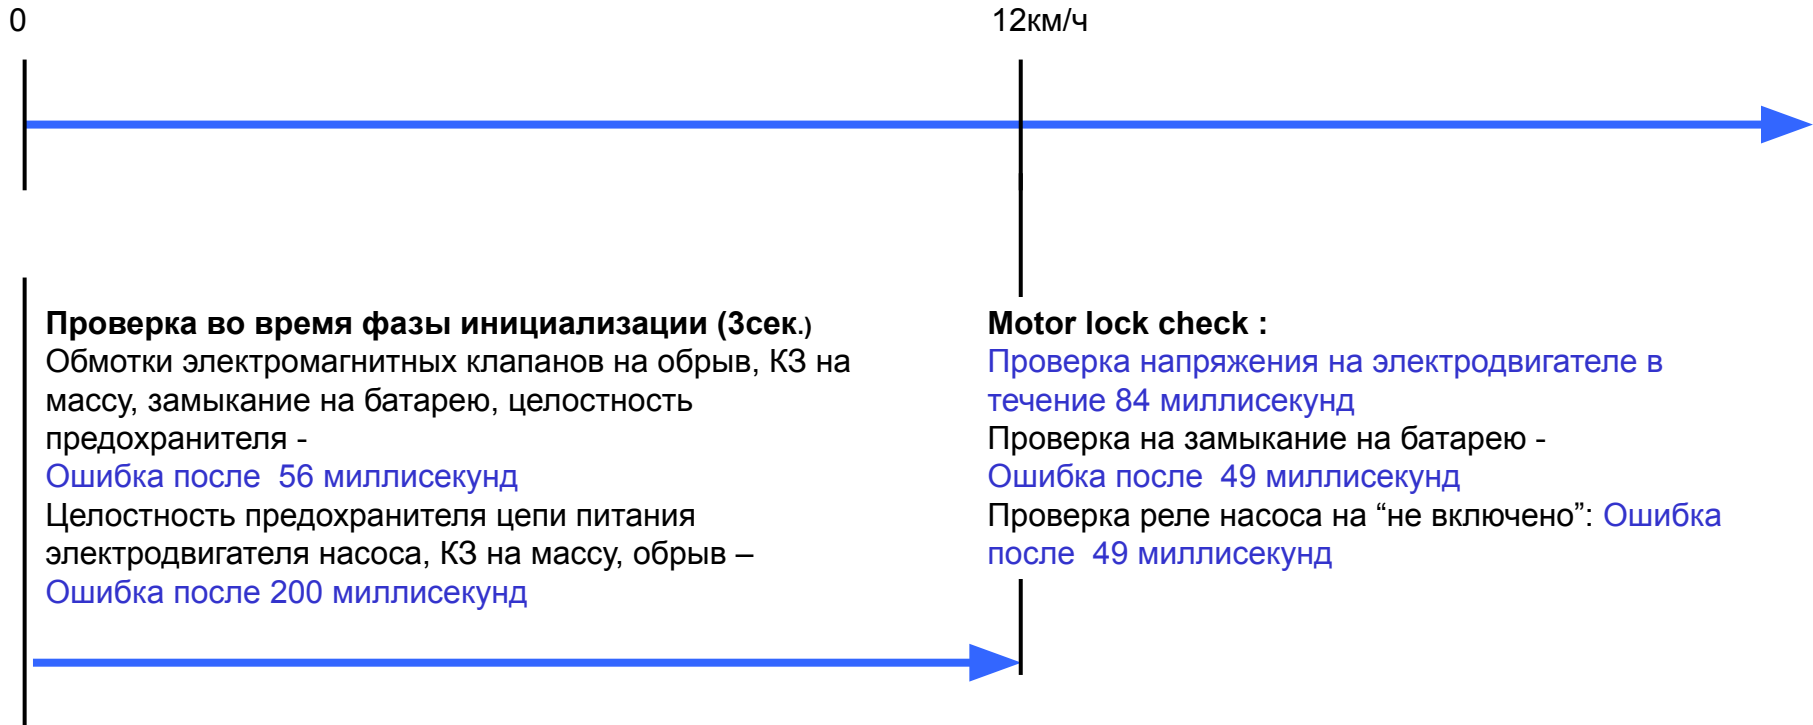 0
12км/ч
Проверка во время фазы инициализации (3сек.)
Обмотки электромагнитных клапанов на обрыв, КЗ на
массу, замыкание на батарею, целостность
предохранителя -
Ошибка после  56 миллисекунд
Целостность предохранителя цепи питания
электродвигателя насоса, КЗ на массу, обрыв –
Ошибка после 200 миллисекунд
Motor lock check :
Проверка напряжения на электродвигателе в
течение 84 миллисекунд
Проверка на замыкание на батарею -
Ошибка после  49 миллисекунд
Проверка реле насоса на “не включено”: Ошибка
после  49 миллисекунд